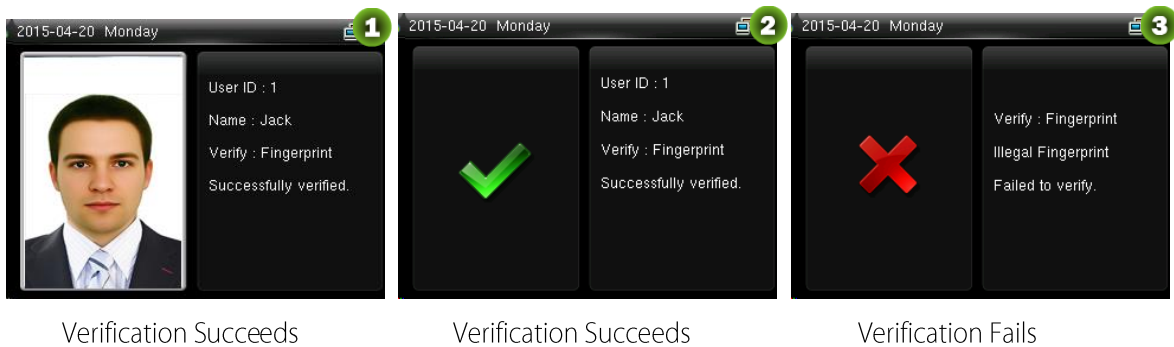 2015-04-20 Monday
1
User ID : 1
Name : Jack
Verify : Fingerprint
Successfully verified.
Verification Succeeds
2015-04-20 Monday
2
User ID : 1
Name : Jack
Verify : Fingerprint
Successfully verified.
Verification Succeeds
2015-04-20 Monday
3
Verify : Fingerprint
Illegal Fingerprint
Failed to verify.
Verification Fails